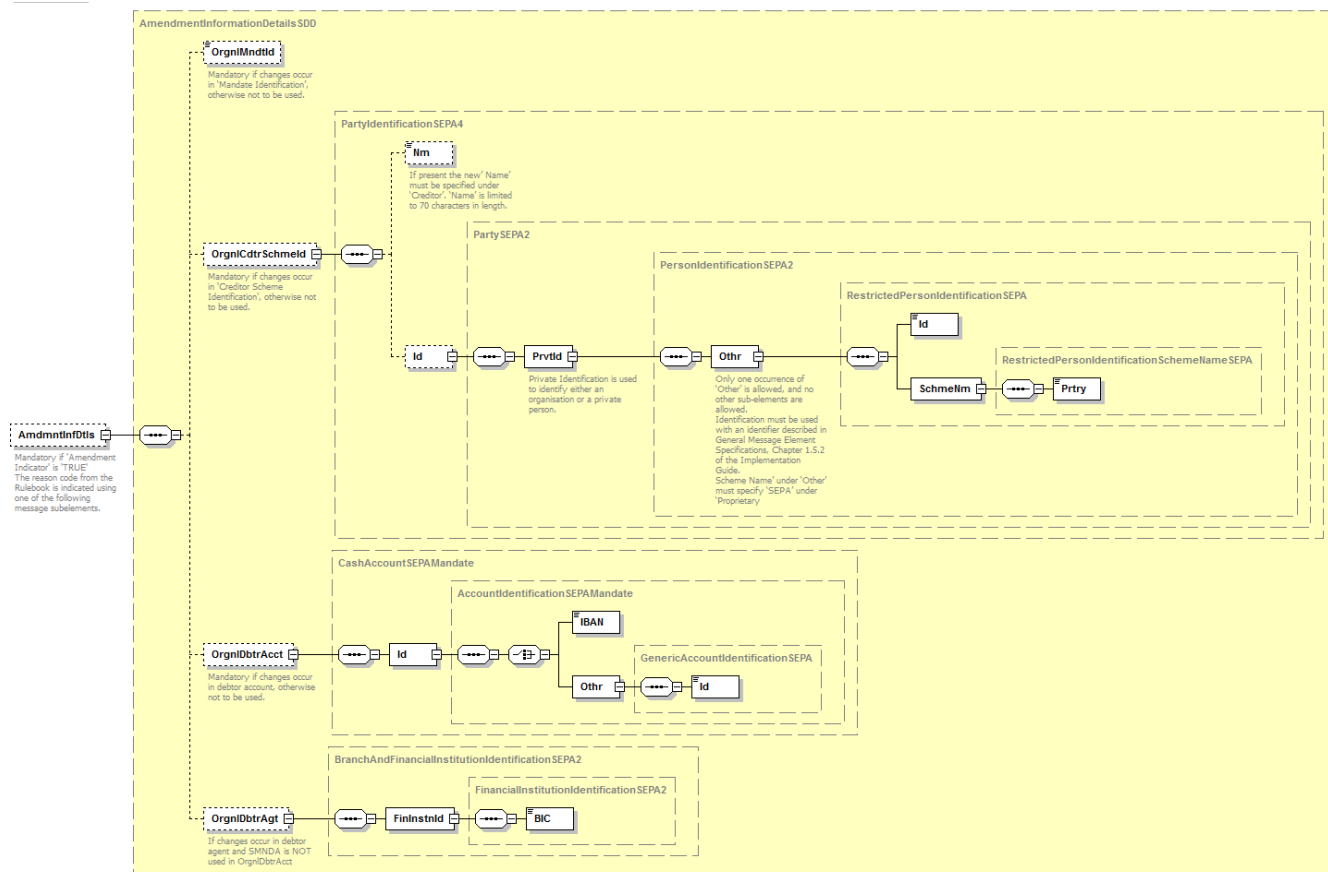 AmendmentInformationDetailsSDD
OrgnlMndtId
Mandatory if changes occur
in 'Mandate Identification',
otherwise not to be used.
PartyIdentificationSEPA4
Nm
If present the new' Name'
must be specified under
'Creditor'. 'Name' is limited
to 70 characters in length.
PartySEPA2
OrgnlCdtrSchmeId
Mandatory if changes occur
in 'Creditor Scheme
Identification', otherwise not
to be used.
PersonIdentificationSEPA2
RestrictedPersonIdentificationSEPA
Id
Id
PrvtId
Private Identification is used
to identify either an
organisation or a private
person.
Othr
Only one occurrence of
'Other' is allowed, and no
other sub-elements are
allowed.
Identification must be used
with an identifier described in
General Message Element
Specifications, Chapter 1.5.2
of the Implementation
Guide.
Scheme Name' under 'Other'
must specify 'SEPA' under
'Proprietary
RestrictedPersonIdentificationSchemeNameSEPA
SchmeNm
Prtry
AmdmntInfDtls
Mandatory if 'Amendment
Indicator' is 'TRUE'
The reason code from the
Rulebook is indicated using
one of the following
message subelements.
CashAccountSEPAMandate
AccountIdentificationSEPAMandate
IBAN
OrgnlDbtrAcct
Mandatory if changes occur
in debtor account, otherwise
not to be used.
Id
GenericAccountIdentificationSEPA
Othr
Id
BranchAndFinancialInstitutionIdentificationSEPA2
FinancialInstitutionIdentificationSEPA2
OrgnlDbtrAgt
If changes occur in debtor
agent and SMNDA is NOT
used in OrgnlDbtrAcct
FinInstnId
BIC